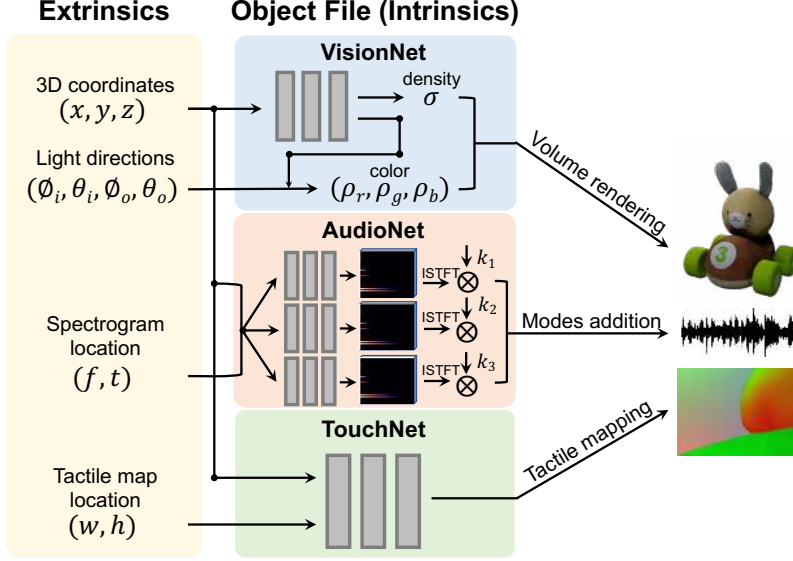 Extrinsics
Object File (Intrinsics)
VisionNet
3D coordinates
(x, y, z)
density
σ
Light directions
(∅ᵢ, θᵢ, ∅ₒ, θₒ)
color
(ρᵣ, ρg, ρb)
Volume rendering
3
AudioNet
k₁
ISTFT ⊗
k₂
ISTFT ⊗
k₃
ISTFT ⊗
Spectrogram
location
(f, t)
Modes addition
TouchNet
Tactile map
location
(w, h)
Tactile mapping